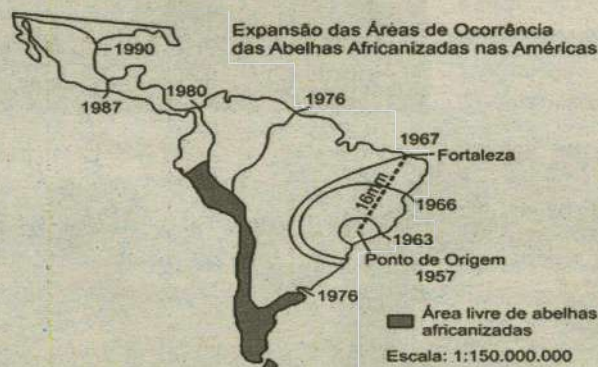 Expansão das Áreas de Ocorrência
das Abelhas Africanizadas nas Américas
1990
1987
1980
1976
1967
Fortaleza
16mm
1966
1963
Ponto de Origem
1957
1976
Área livre de abelhas
africanizadas
Escala: 1:150.000.000